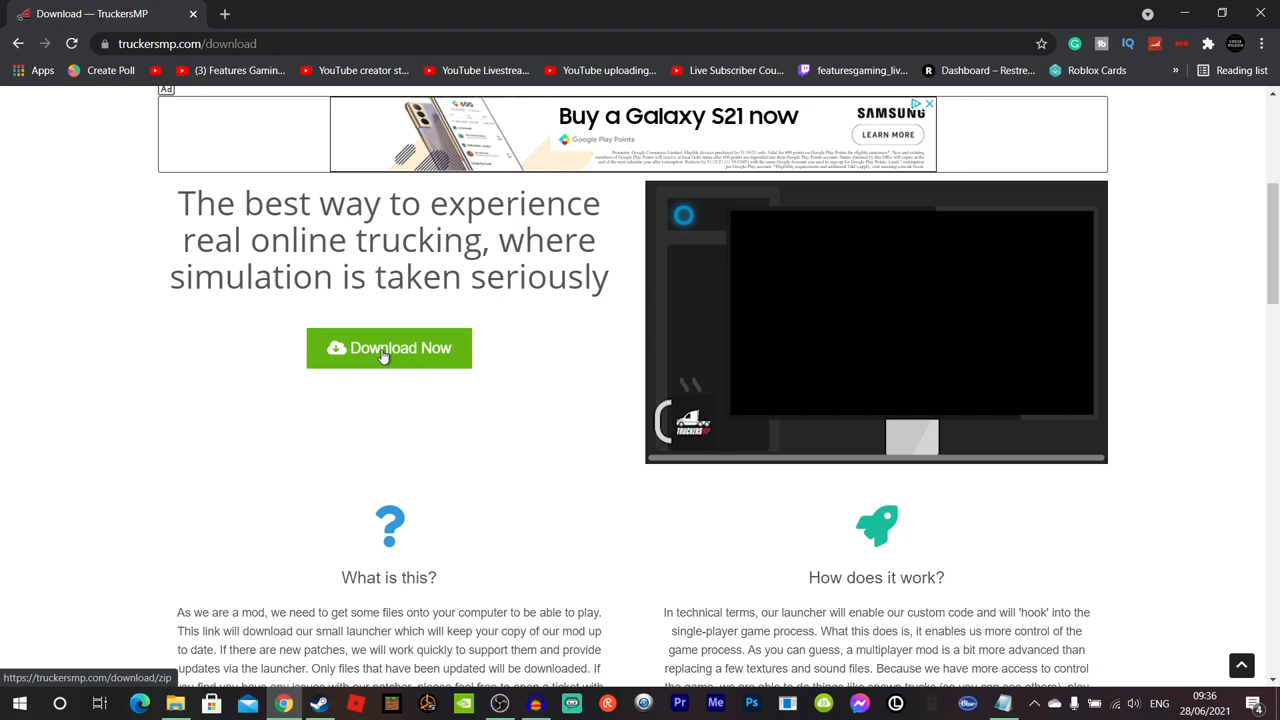 TruckersMP
truckersmp.com/download
Apps
Create Poll
(3) Features Gamin...
YouTube creator st...
YouTube Livestrea...
YouTube uploading...
Live Subscriber Cou...
featuresgaming_liv...
Dashboard – Restre...
Roblox Cards
»
Reading list
Ad
Buy a Galaxy S21 now
Google Play Points
SAMSUNG
LEARN MORE
The best way to experience
real online trucking, where
simulation is taken seriously
Download Now
TRUCKERSMP
What is this?
How does it work?
As we are a mod, we need to get some files onto your computer to be able to play.
This link will download our small launcher which will keep your copy of our mod up
to date. If there are new patches, we will work quickly to support them and provide
updates via the launcher. Only files that have been updated will be downloaded. If
In technical terms, our launcher will enable our custom code and will 'hook' into the
single-player game process. What this does is, it enables us more control of the
game process. As you can guess, a multiplayer mod is a bit more advanced than
replacing a few textures and sound files. Because we have more access to control
https://truckersmp.com/download/zip
ENG
09:36
28/06/2021